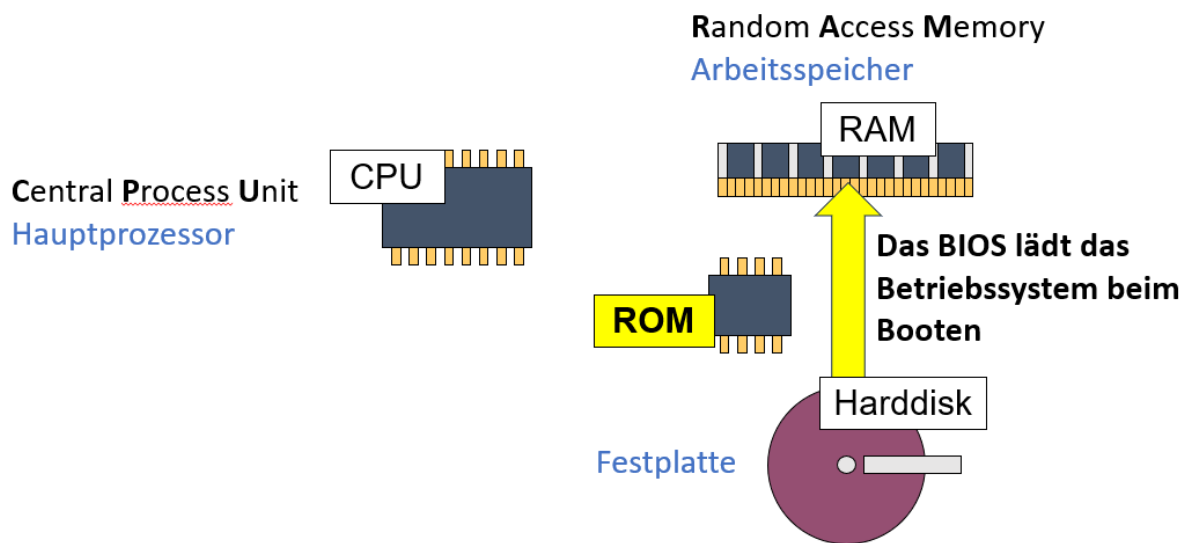 Random Access Memory
Arbeitsspeicher
RAM
CPU
Central Process Unit
Hauptprozessor
Das BIOS lädt das
Betriebssystem beim
Booten
ROM
Harddisk
Festplatte